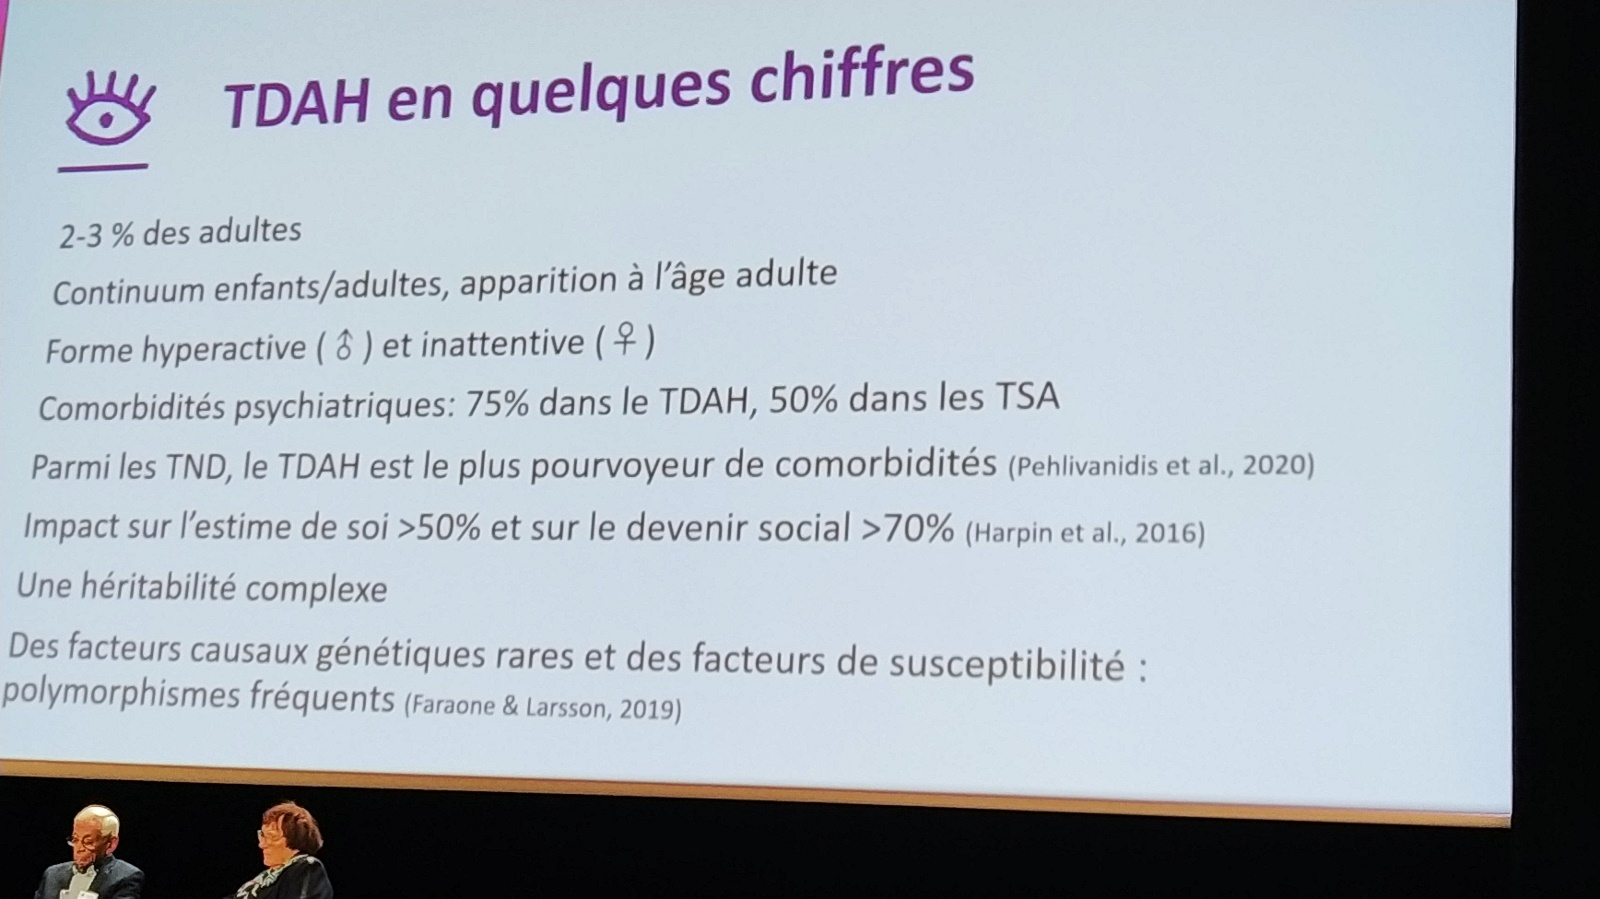 TDAH en quelques chiffres
2-3 % des adultes
Continuum enfants/adultes, apparition à l'âge adulte
Forme hyperactive ( ♂ ) et inattentive ( ♀ )
Comorbidités psychiatriques: 75% dans le TDAH, 50% dans les TSA
Parmi les TND, le TDAH est le plus pourvoyeur de comorbidités (Pehlivanidis et al., 2020)
Impact sur l'estime de soi >50% et sur le devenir social >70% (Harpin et al., 2016)
Une héritabilité complexe
Des facteurs causaux génétiques rares et des facteurs de susceptibilité :
polymorphismes fréquents (Faraone & Larsson, 2019)